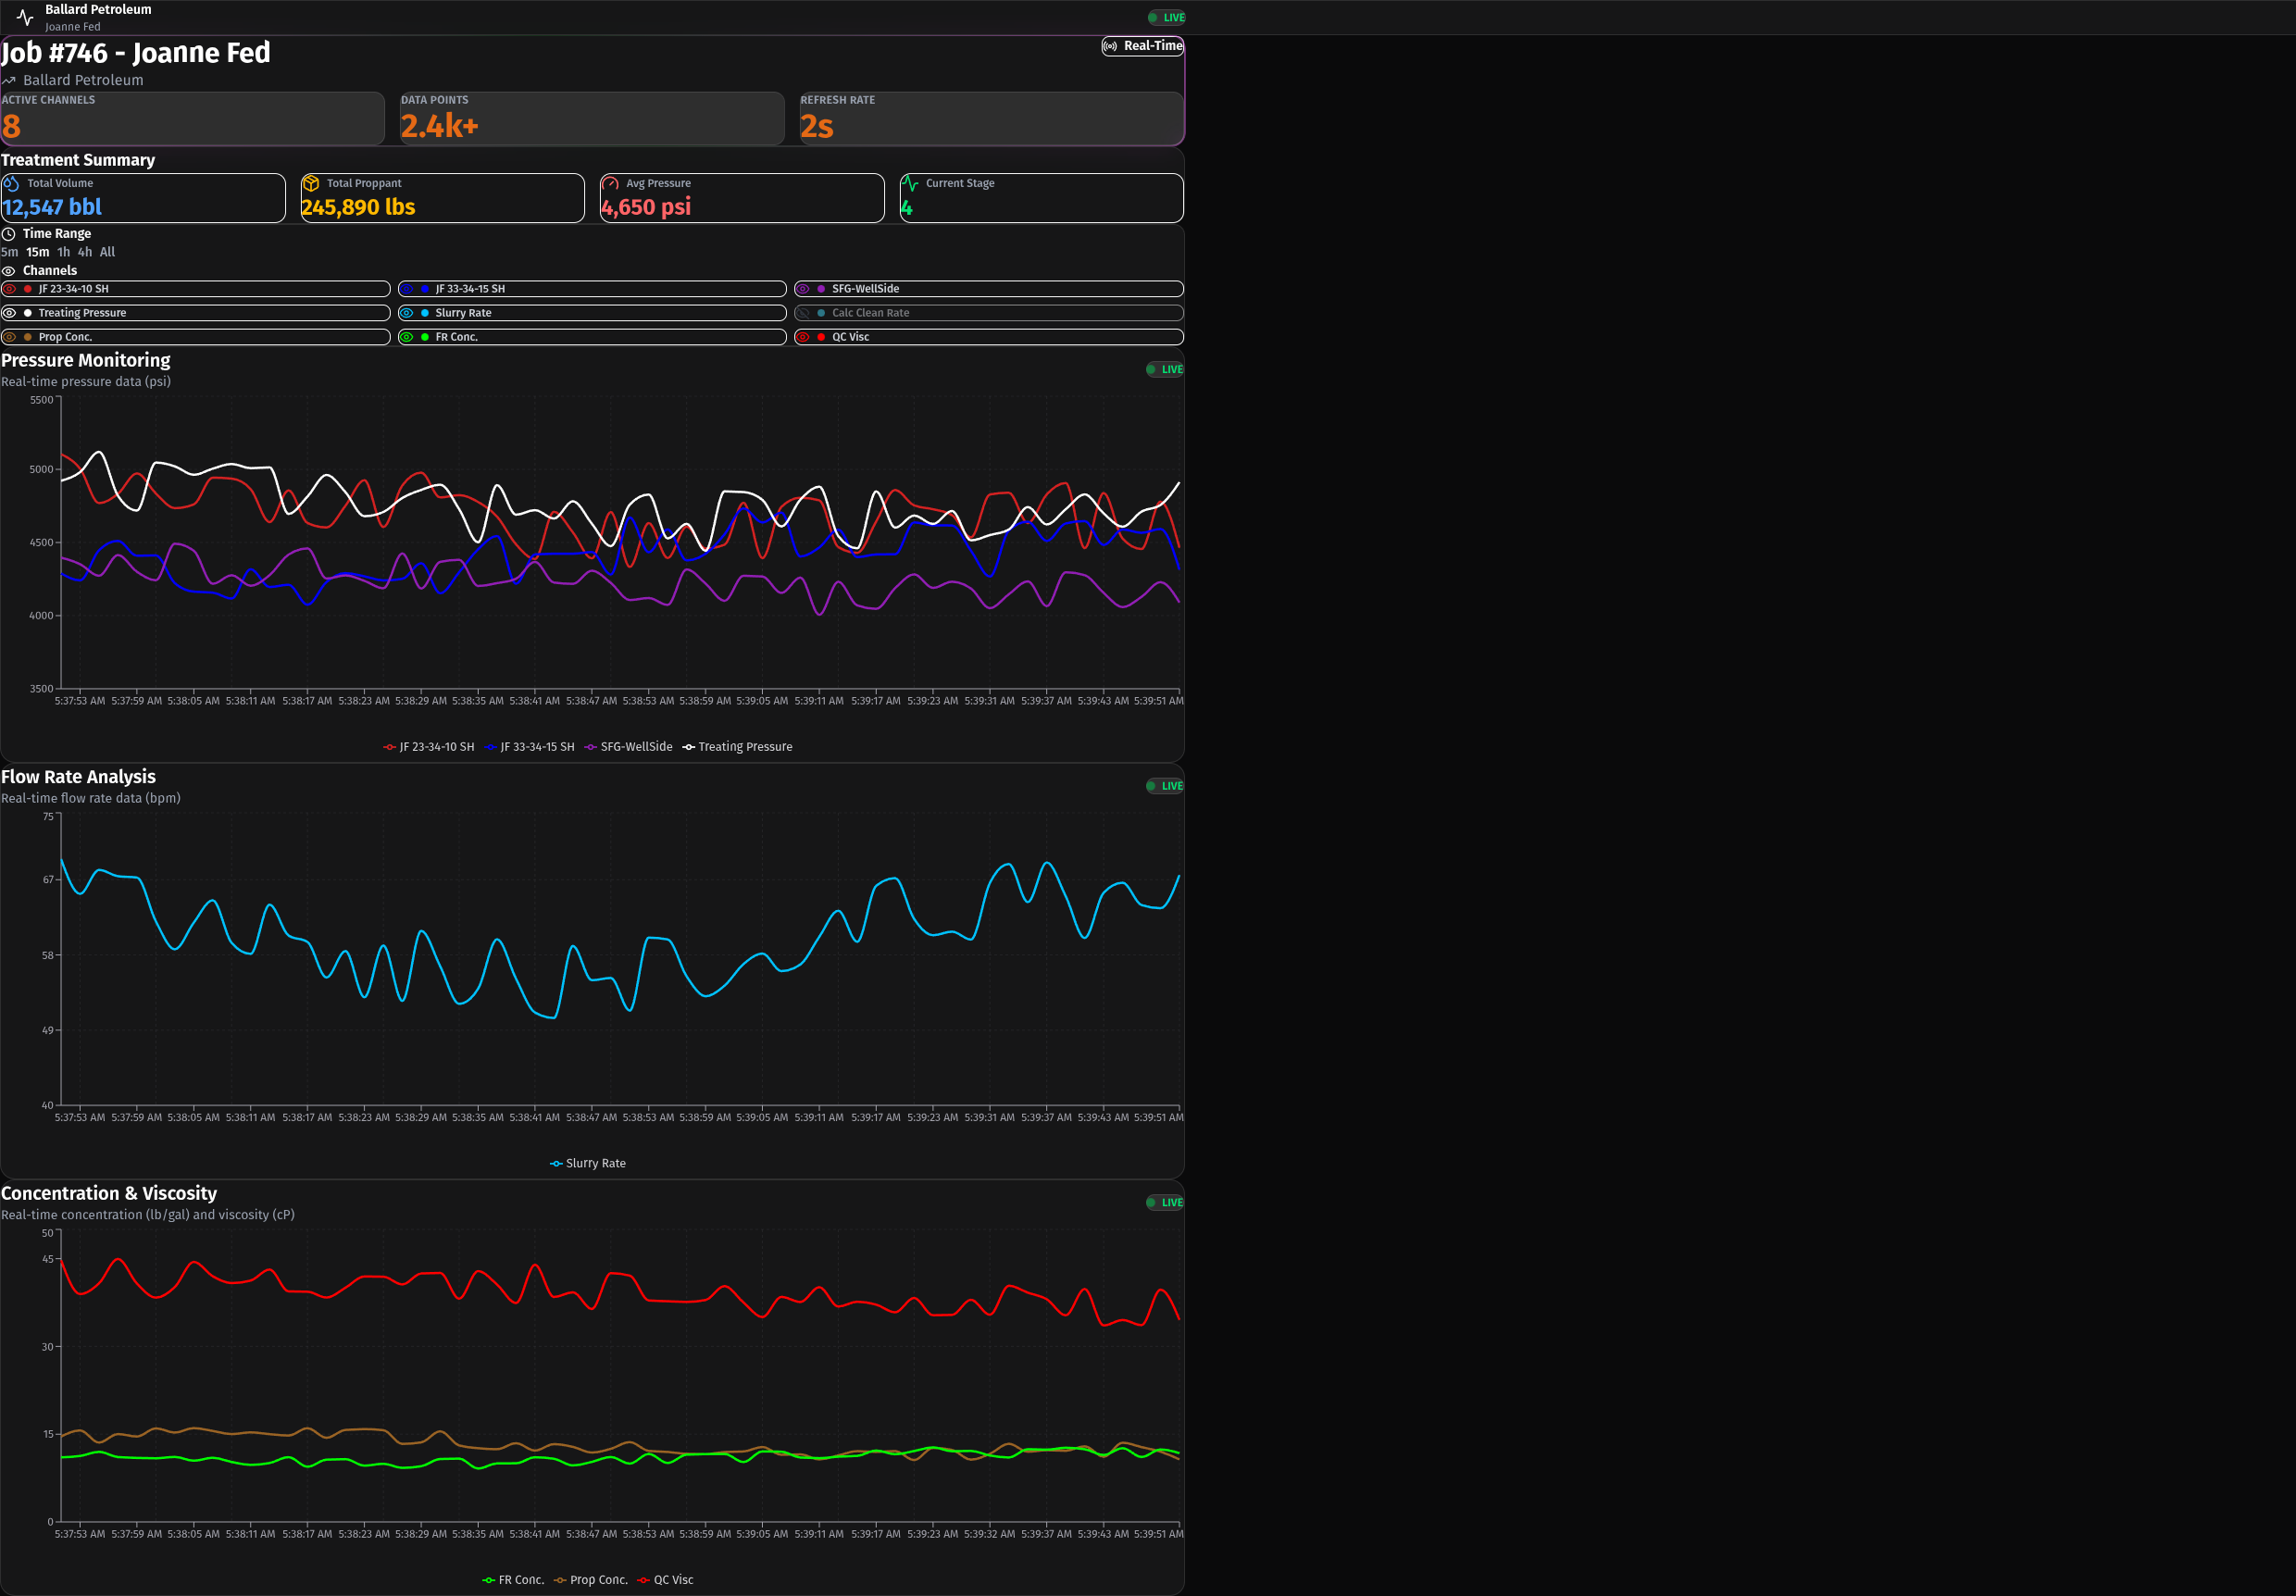 Ballard Petroleum
Joanne Fed
LIVE
Job #746 - Joanne Fed
Real-Time
Ballard Petroleum
ACTIVE CHANNELS
8
DATA POINTS
2.4k+
REFRESH RATE
2s
Treatment Summary
Total Volume
12,547 bbl
Total Proppant
245,890 lbs
Avg Pressure
4,650 psi
Current Stage
4
Time Range
5m 15m 1h 4h All
Channels
JF 23-34-10 SH
JF 33-34-15 SH
SFG-WellSide
Treating Pressure
Slurry Rate
Calc Clean Rate
Prop Conc.
FR Conc.
QC Visc
Pressure Monitoring
LIVE
Real-time pressure data (psi)
5500
5000
4500
4000
3500
5:37:53 AM 5:37:59 AM 5:38:05 AM 5:38:11 AM 5:38:17 AM 5:38:23 AM 5:38:29 AM 5:38:35 AM 5:38:41 AM 5:38:47 AM 5:38:53 AM 5:38:59 AM 5:39:05 AM 5:39:11 AM 5:39:17 AM 5:39:23 AM 5:39:31 AM 5:39:37 AM 5:39:43 AM 5:39:51 AM
JF 23-34-10 SH JF 33-34-15 SH SFG-WellSide Treating Pressure
Flow Rate Analysis
LIVE
Real-time flow rate data (bpm)
75
67
58
49
40
5:37:53 AM 5:37:59 AM 5:38:05 AM 5:38:11 AM 5:38:17 AM 5:38:23 AM 5:38:29 AM 5:38:35 AM 5:38:41 AM 5:38:47 AM 5:38:53 AM 5:38:59 AM 5:39:05 AM 5:39:11 AM 5:39:17 AM 5:39:23 AM 5:39:31 AM 5:39:37 AM 5:39:43 AM 5:39:51 AM
Slurry Rate
Concentration & Viscosity
LIVE
Real-time concentration (lb/gal) and viscosity (cP)
50
45
30
15
0
5:37:53 AM 5:37:59 AM 5:38:05 AM 5:38:11 AM 5:38:17 AM 5:38:23 AM 5:38:29 AM 5:38:35 AM 5:38:41 AM 5:38:47 AM 5:38:53 AM 5:38:59 AM 5:39:05 AM 5:39:11 AM 5:39:17 AM 5:39:23 AM 5:39:32 AM 5:39:37 AM 5:39:43 AM 5:39:51 AM
FR Conc. Prop Conc. QC Visc